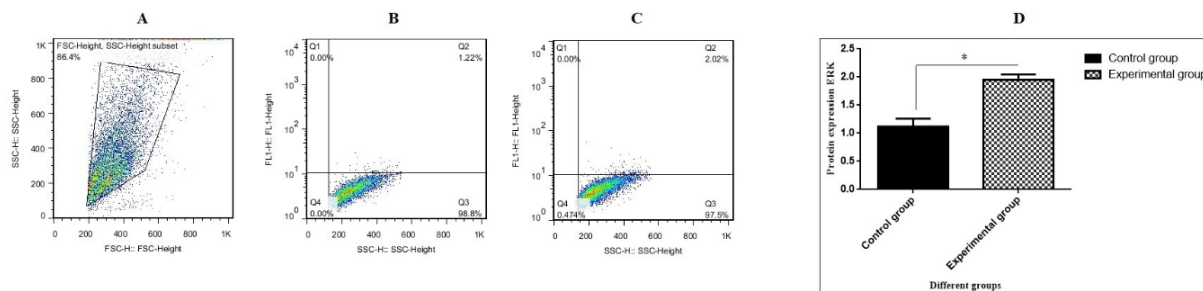 A
FSC-Height, SSC-Height subset
86.4%
1K
800
600
400
200
0
SSC-H:: SSC-Height
0 200 400 600 800 1K
FSC-H:: FSC-Height
B
Q1
0.00%
Q2
1.22%
10^4
10^3
10^2
10^1
10^0
FL1-H:: FL1-Height
Q4
0.00%
Q3
98.8%
200 400 600 800 1K
SSC-H:: SSC-Height
C
Q1
0.00%
Q2
2.02%
10^4
10^3
10^2
10^1
10^0
FL1-H:: FL1-Height
Q4
0.474%
Q3
97.5%
200 400 600 800 1K
SSC-H:: SSC-Height
D
2.5
2.0
1.5
1.0
0.5
0.0
Protein expression ERK
*
Control group
Experimental group
Control group
Experimental group
Different groups